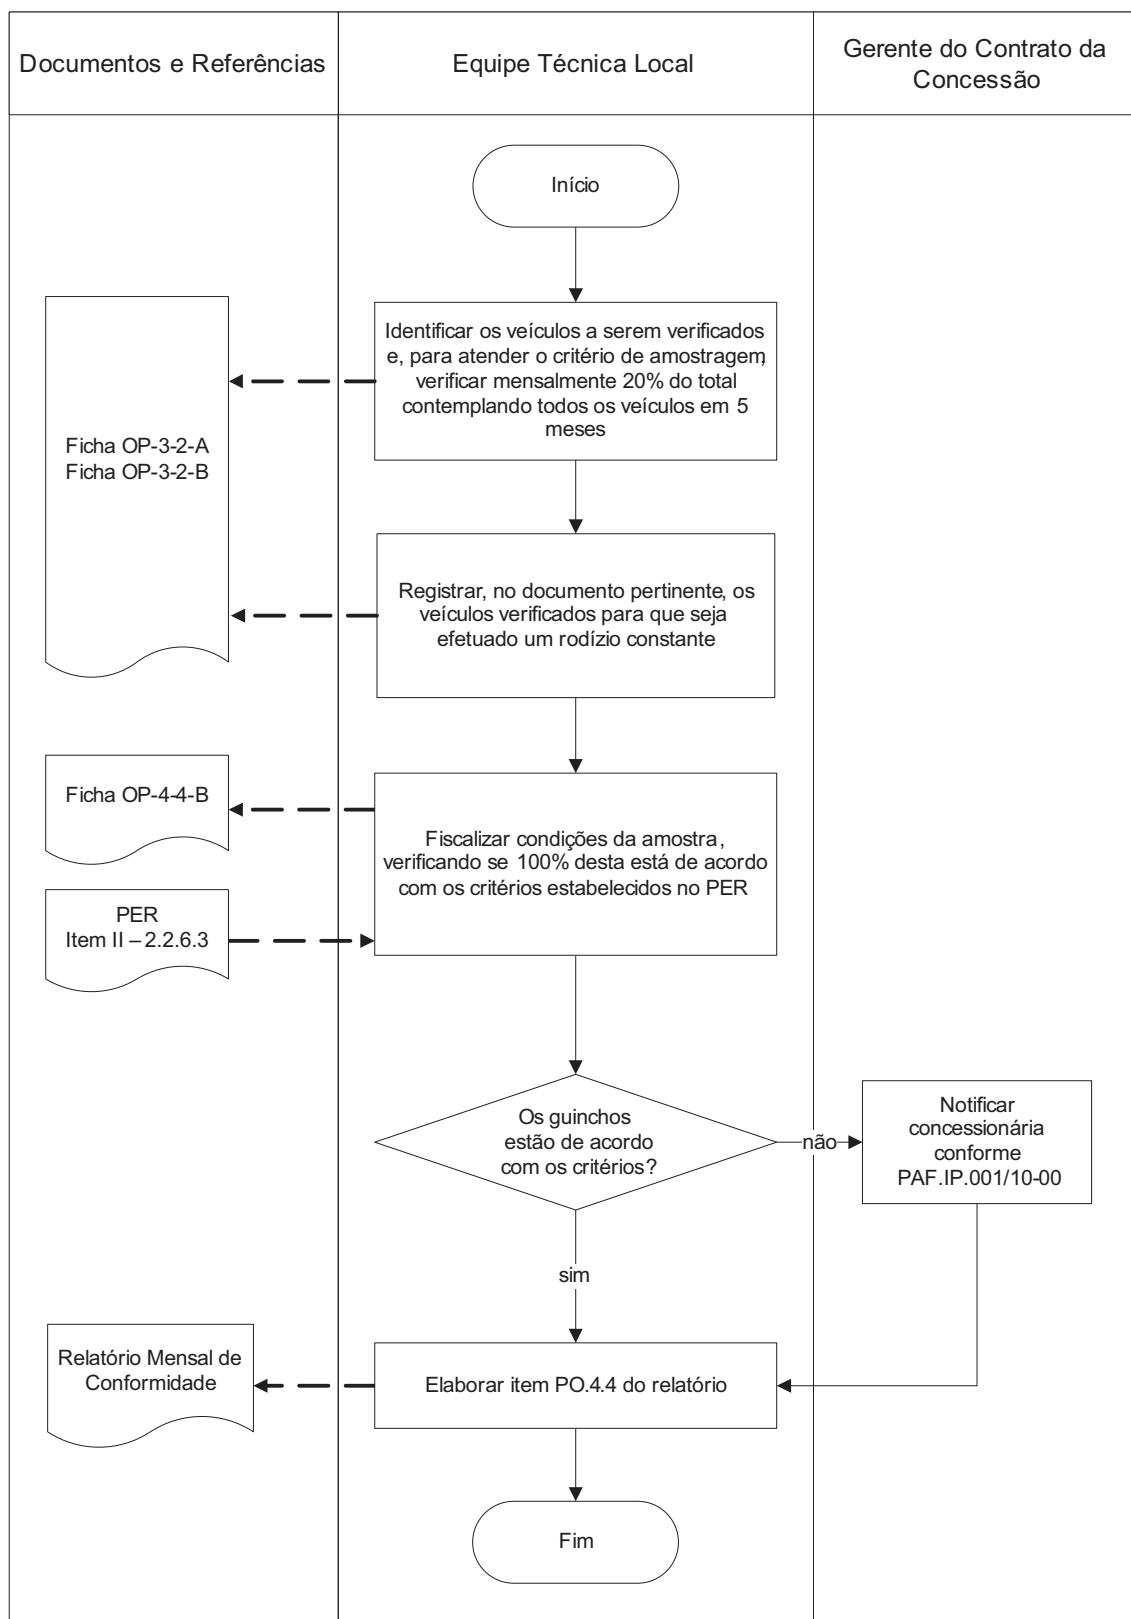 Documentos e Referências
Equipe Técnica Local
Gerente do Contrato da
Concessão
Início
Identificar os veículos a serem verificados
e, para atender o critério de amostragem,
verificar mensalmente 20% do total
contemplando todos os veículos em 5
meses
Ficha OP-3-2-A
Ficha OP-3-2-B
Registrar, no documento pertinente, os
veículos verificados para que seja
efetuado um rodízio constante
Ficha OP-4-4-B
Fiscalizar condições da amostra,
verificando se 100% desta está de acordo
com os critérios estabelecidos no PER
PER
Item II – 2.2.6.3
Os guinchos
estão de acordo
com os critérios?
não
Notificar
concessionária
conforme
PAF.IP.001/10-00
sim
Relatório Mensal de
Conformidade
Elaborar item PO.4.4 do relatório
Fim